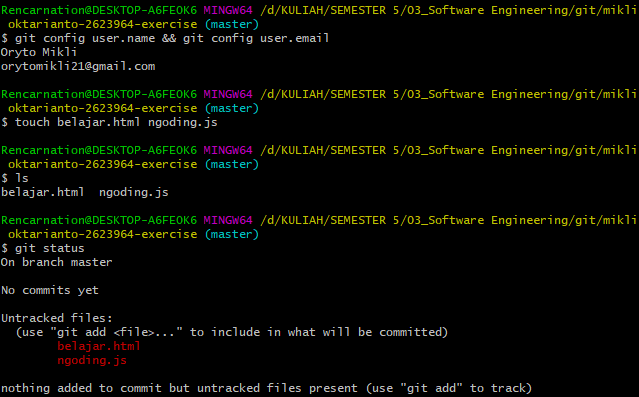 Rencarnation@DESKTOP-A6FEOK6 MINGW64 /d/KULIAH/SEMESTER 5/03_Software Engineering/git/mikli
oktarianto-2623964-exercise (master)
$ git config user.name && git config user.email
Oryto Mikli
orytomikli21@gmail.com
Rencarnation@DESKTOP-A6FEOK6 MINGW64 /d/KULIAH/SEMESTER 5/03_Software Engineering/git/mikli
oktarianto-2623964-exercise (master)
$ touch belajar.html ngoding.js
Rencarnation@DESKTOP-A6FEOK6 MINGW64 /d/KULIAH/SEMESTER 5/03_Software Engineering/git/mikli
oktarianto-2623964-exercise (master)
$ ls
belajar.html  ngoding.js
Rencarnation@DESKTOP-A6FEOK6 MINGW64 /d/KULIAH/SEMESTER 5/03_Software Engineering/git/mikli
oktarianto-2623964-exercise (master)
$ git status
On branch master
No commits yet
Untracked files:
(use "git add <file>..." to include in what will be committed)
belajar.html
ngoding.js
nothing added to commit but untracked files present (use "git add" to track)